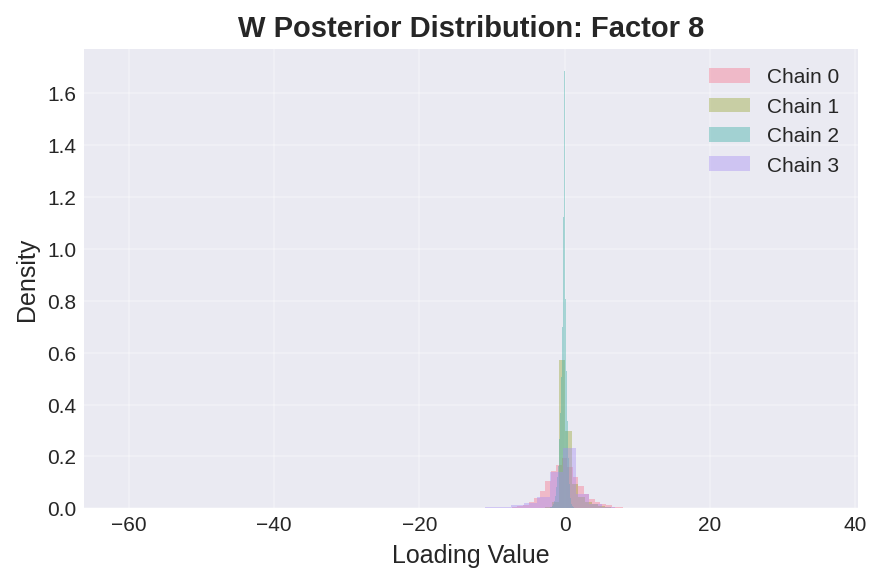 W Posterior Distribution: Factor 8
Chain 0
Chain 1
Chain 2
Chain 3
Density
1.6
1.4
1.2
1.0
0.8
0.6
0.4
0.2
0.0
−60
−40
−20
0
20
40
Loading Value